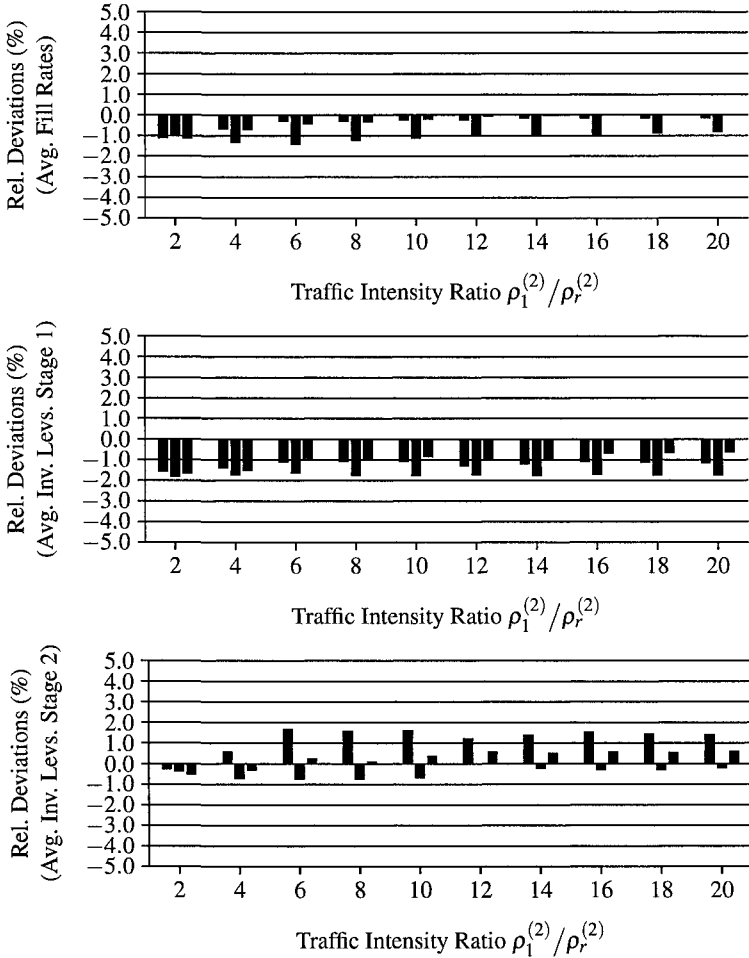 Rel. Deviations (%)
(Avg. Fill Rates)
5.0
4.0
3.0
2.0
1.0
0.0
−1.0
−2.0
−3.0
−4.0
−5.0
2 4 6 8 10 12 14 16 18 20
Traffic Intensity Ratio ρ₁⁽²⁾/ρᵣ⁽²⁾
Rel. Deviations (%)
(Avg. Inv. Levs. Stage 1)
5.0
4.0
3.0
2.0
1.0
0.0
−1.0
−2.0
−3.0
−4.0
−5.0
2 4 6 8 10 12 14 16 18 20
Traffic Intensity Ratio ρ₁⁽²⁾/ρᵣ⁽²⁾
Rel. Deviations (%)
(Avg. Inv. Levs. Stage 2)
5.0
4.0
3.0
2.0
1.0
0.0
−1.0
−2.0
−3.0
−4.0
−5.0
2 4 6 8 10 12 14 16 18 20
Traffic Intensity Ratio ρ₁⁽²⁾/ρᵣ⁽²⁾